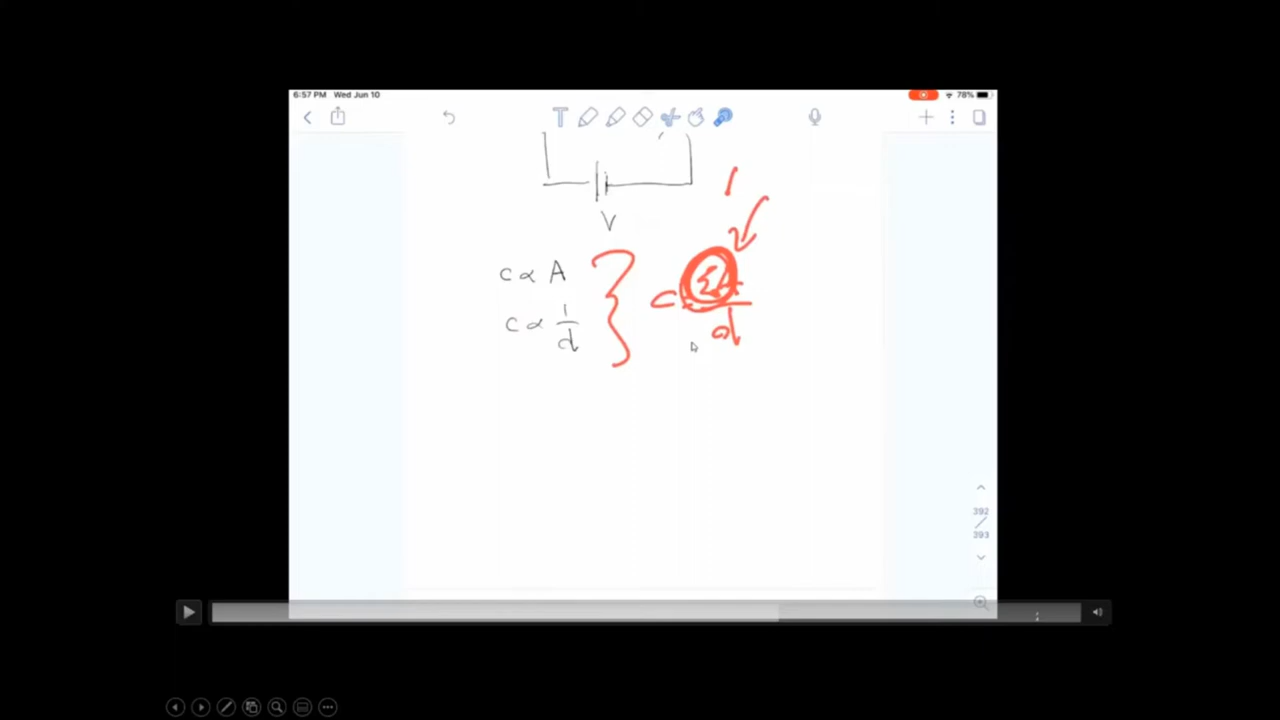 6:57 PM Wed Jun 10
78%
T
V
C ∝ A
C ∝ 1/d
C = εA/d
392
/
393